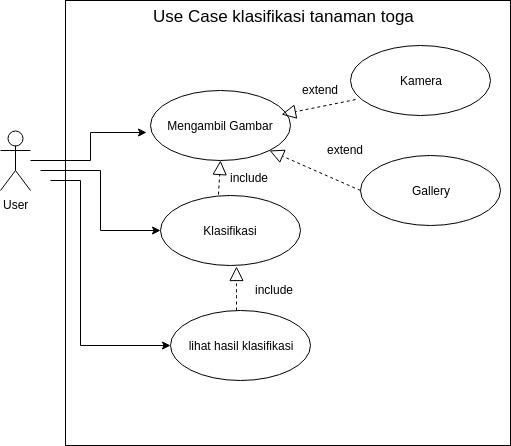 Use Case klasifikasi tanaman toga
Kamera
extend
Mengambil Gambar
extend
include
Gallery
User
Klasifikasi
include
lihat hasil klasifikasi